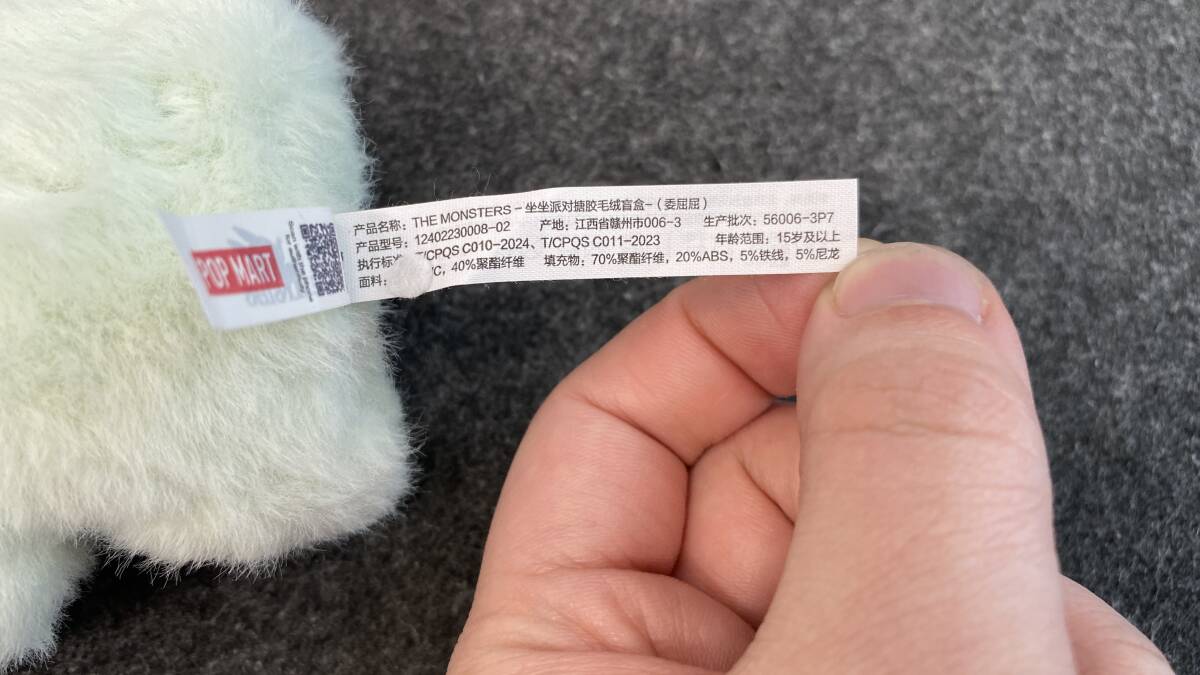 POP MART
产品名称：THE MONSTERS－坐坐派对搪胶毛绒盲盒-（委屈屈）
产品型号：12402230008-02 产地：江西省赣州市006-3 生产批次：56006-3P7
执行标准 T/CPQS C010-2024、T/CPQS C011-2023 年龄范围：15岁及以上
面料： 40%聚酯纤维 填充物：70%聚酯纤维，20%ABS，5%铁线，5%尼龙